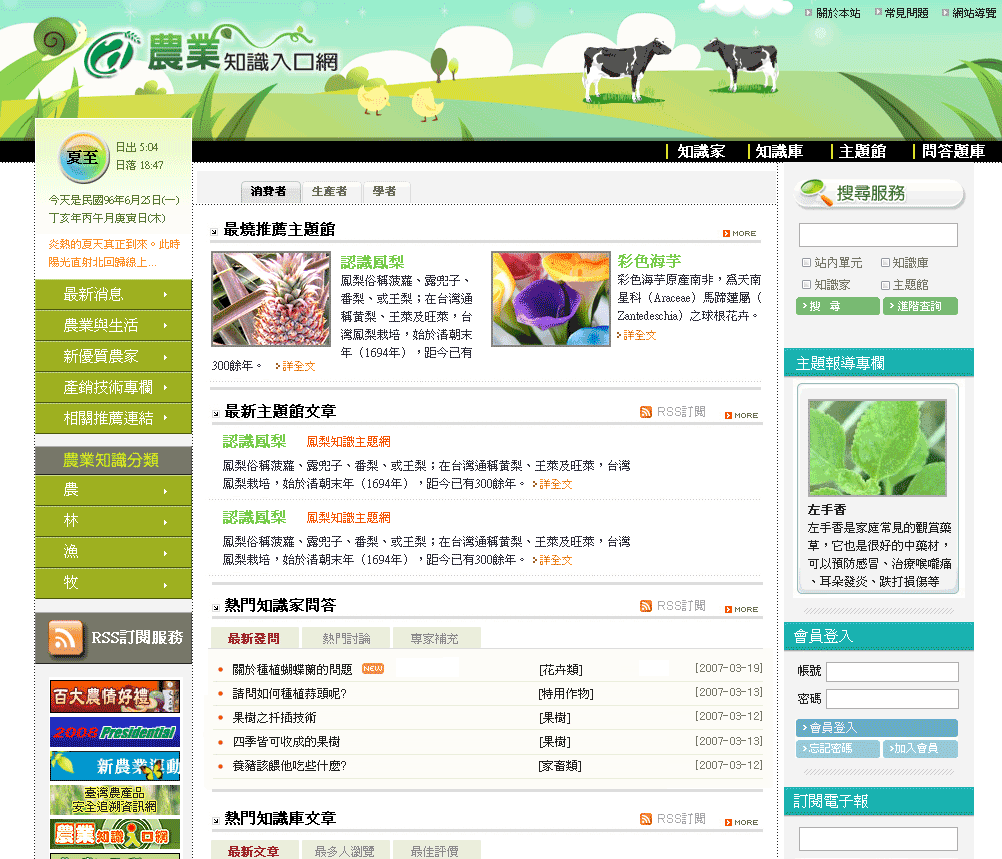 關於本站 常見問題 網站導覽
農業知識入口網
知識家 知識庫 主題館 問答題庫
夏至
日出 5:04
日落 18:47
今天是民國96年6月25日(一)
丁亥年丙午月庚寅日(木)
炎熱的夏天真正到來。此時
陽光直射北回歸線上...
最新消息
農業與生活
新優質農家
產銷技術專欄
相關推薦連結
農業知識分類
農
林
漁
牧
RSS訂閱服務
百大農情好禮
2008 Presidential
新農業運動
臺灣農產品
安全追溯資訊網
農業知識入口網
消費者 生產者 學者
最燒推薦主題館 MORE
認識鳳梨
鳳梨俗稱菠蘿、露兜子、
番梨、或王梨；在台灣通
稱黃梨、王萊及旺萊，台
灣鳳梨栽培，始於清朝末
年（1694年），距今已有
300餘年。 詳全文
彩色海芋
彩色海芋原產南非，爲天南
星科（Araceae）馬蹄蓮屬（
Zantedeschia）之球根花卉。
詳全文
最新主題館文章 RSS訂閱 MORE
認識鳳梨 鳳梨知識主題網
鳳梨俗稱菠蘿、露兜子、番梨、或王梨；在台灣通稱黃梨、王萊及旺萊，台灣
鳳梨栽培，始於清朝末年（1694年），距今已有300餘年。 詳全文
認識鳳梨 鳳梨知識主題網
鳳梨俗稱菠蘿、露兜子、番梨、或王梨；在台灣通稱黃梨、王萊及旺萊，台灣
鳳梨栽培，始於清朝末年（1694年），距今已有300餘年。 詳全文
熱門知識家問答 RSS訂閱 MORE
最新發問 熱門討論 專家補充
關於種植蝴蝶蘭的問題 NEW [花卉類] [2007-03-19]
請問如何種植蒜頭呢? [特用作物] [2007-03-13]
果樹之扦插技術 [果樹] [2007-03-12]
四季皆可收成的果樹 [果樹] [2007-03-13]
養豬該餵他吃些什麼? [家畜類] [2007-03-12]
熱門知識庫文章 RSS訂閱 MORE
最新文章 最多人瀏覽 最佳評價
搜尋服務
站內單元 知識庫
知識家 主題館
搜 尋 進階查詢
主題報導專欄
左手香
左手香是家庭常見的觀賞藥
草，它也是很好的中藥材，
可以預防感冒、治療喉嚨痛
、耳朵發炎、跌打損傷等
會員登入
帳號
密碼
會員登入
忘記密碼 加入會員
訂閱電子報